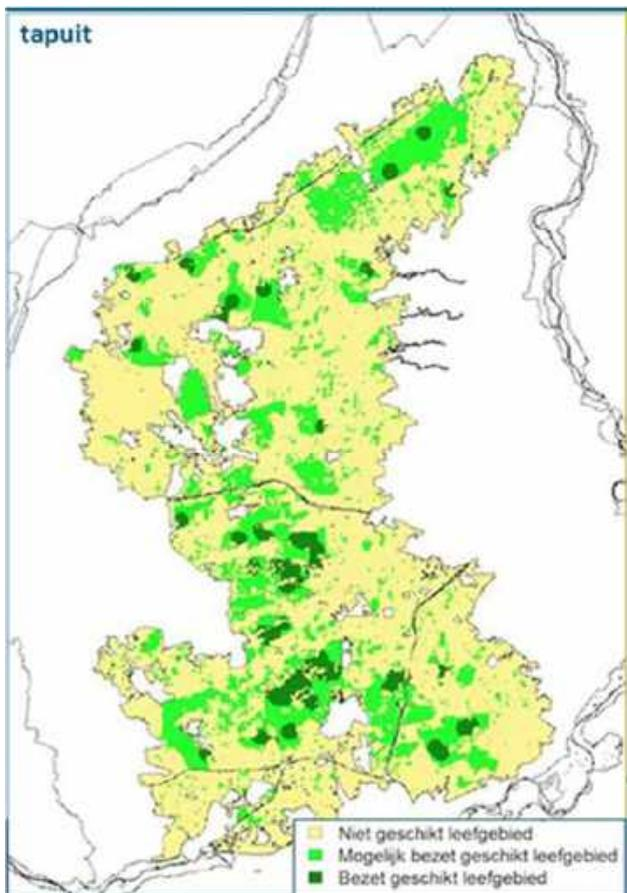 tapuit
Niet geschikt leefgebied
Mogelijk bezet geschikt leefgebied
Bezet geschikt leefgebied